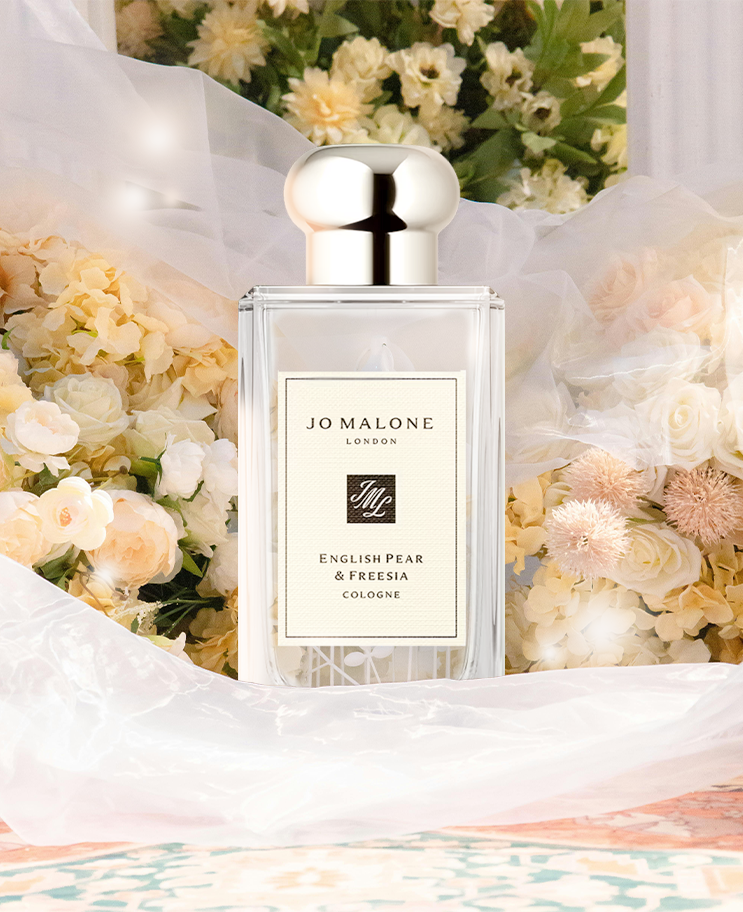 JO MALONE
LONDON
JML
ENGLISH PEAR
& FREESIA
COLOGNE